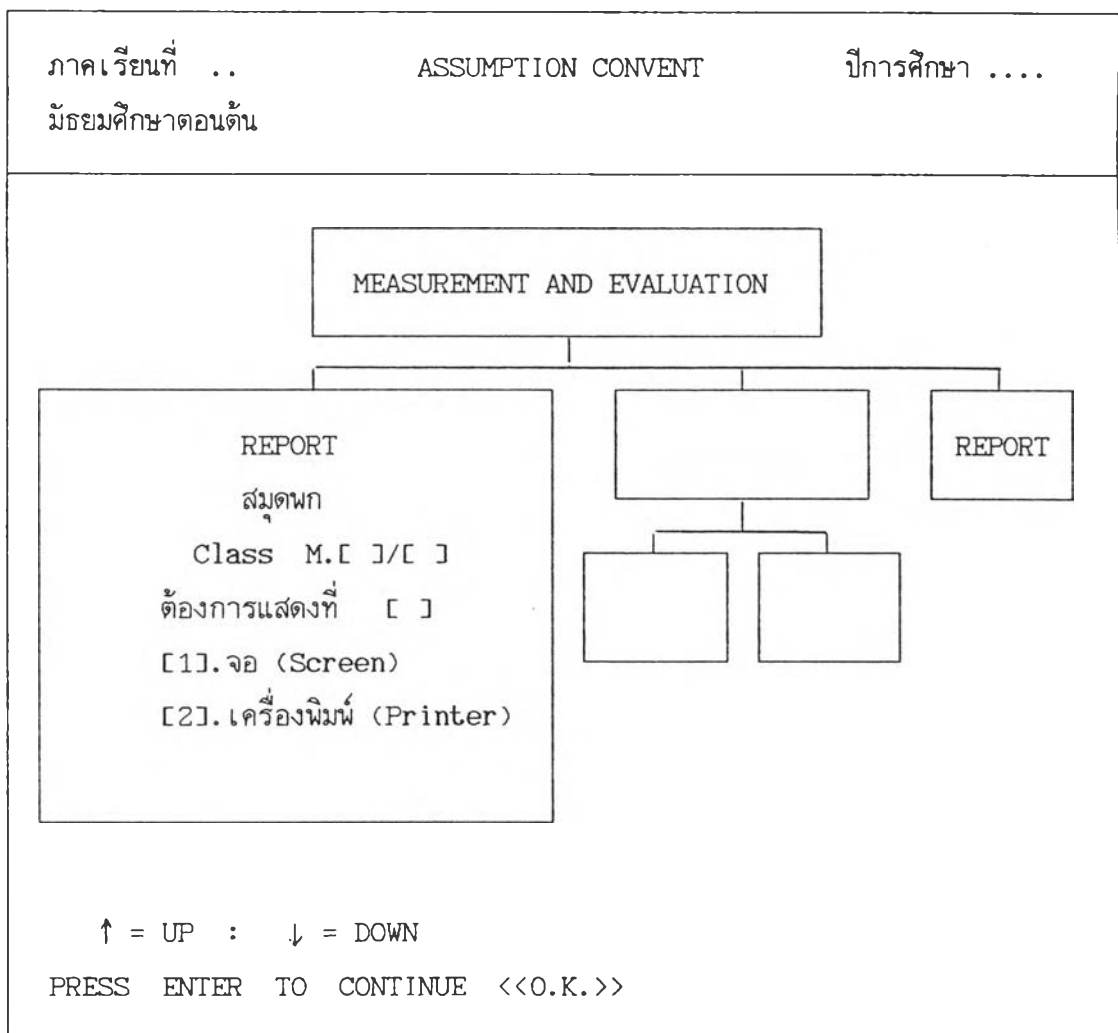 ภาคเรียนที่ .. ASSUMPTION CONVENT ปีการศึกษา ....
มัธยมศึกษาตอนต้น
MEASUREMENT AND EVALUATION
REPORT
สมุดพก
Class M.[ ]/[ ]
ต้องการแสดงที่ [ ]
[1].จอ (Screen)
[2].เครื่องพิมพ์ (Printer)
REPORT
↑ = UP : ↓ = DOWN
PRESS ENTER TO CONTINUE <<O.K.>>